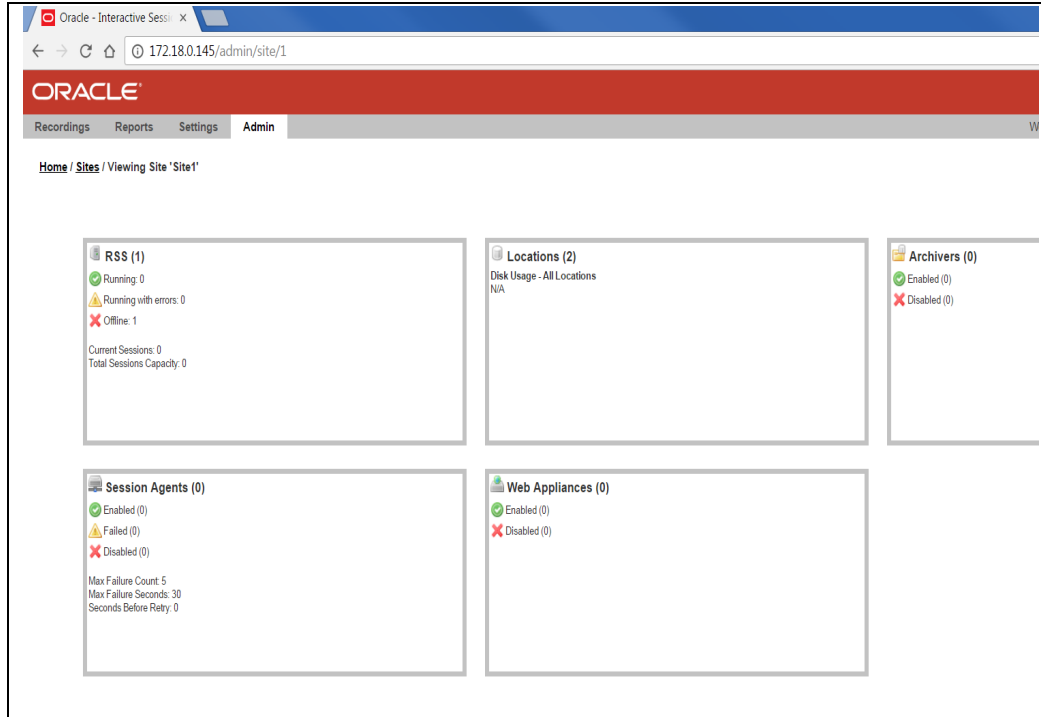 Oracle - Interactive Sessi
172.18.0.145/admin/site/1
ORACLE
Recordings Reports Settings Admin W
Home / Sites / Viewing Site 'Site1'
RSS (1)
Running: 0
Running with errors: 0
Offline: 1
Current Sessions: 0
Total Sessions Capacity: 0
Locations (2)
Disk Usage - All Locations
N/A
Archivers (0)
Enabled (0)
Disabled (0)
Session Agents (0)
Enabled (0)
Failed (0)
Disabled (0)
Max Failure Count: 5
Max Failure Seconds: 30
Seconds Before Retry: 0
Web Appliances (0)
Enabled (0)
Disabled (0)